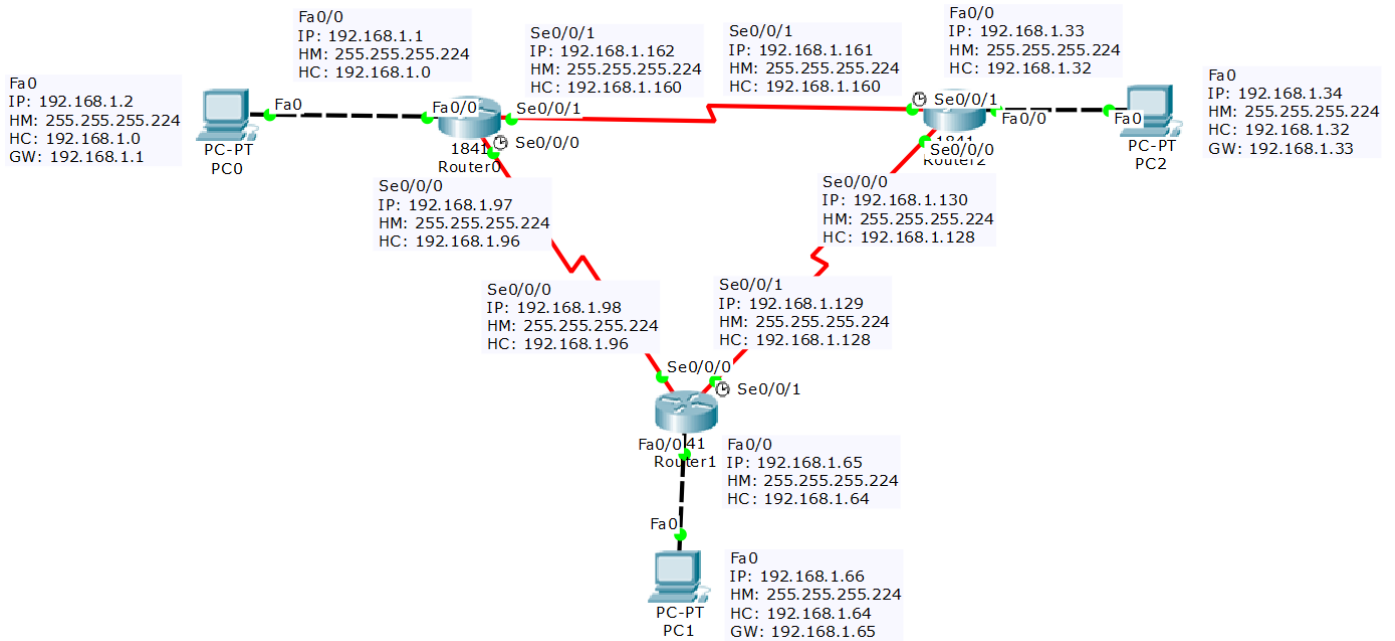 Fa0/0
IP: 192.168.1.1
HM: 255.255.255.224
HC: 192.168.1.0
Se0/0/1
IP: 192.168.1.162
HM: 255.255.255.224
HC: 192.168.1.160
Se0/0/1
IP: 192.168.1.161
HM: 255.255.255.224
HC: 192.168.1.160
Fa0/0
IP: 192.168.1.33
HM: 255.255.255.224
HC: 192.168.1.32
Fa0
IP: 192.168.1.2
HM: 255.255.255.224
HC: 192.168.1.0
GW: 192.168.1.1
Fa0
PC-PT
PC0
Fa0/0
Se0/0/1
Se0/0/0
1841
Router0
Se0/0/1
Fa0/0
Se0/0/0
1841
Router2
Fa0
PC-PT
PC2
Fa0
IP: 192.168.1.34
HM: 255.255.255.224
HC: 192.168.1.32
GW: 192.168.1.33
Se0/0/0
IP: 192.168.1.97
HM: 255.255.255.224
HC: 192.168.1.96
Se0/0/0
IP: 192.168.1.130
HM: 255.255.255.224
HC: 192.168.1.128
Se0/0/0
IP: 192.168.1.98
HM: 255.255.255.224
HC: 192.168.1.96
Se0/0/1
IP: 192.168.1.129
HM: 255.255.255.224
HC: 192.168.1.128
Se0/0/0
Se0/0/1
Fa0/0 41
Router1
Fa0/0
IP: 192.168.1.65
HM: 255.255.255.224
HC: 192.168.1.64
Fa0
PC-PT
PC1
Fa0
IP: 192.168.1.66
HM: 255.255.255.224
HC: 192.168.1.64
GW: 192.168.1.65